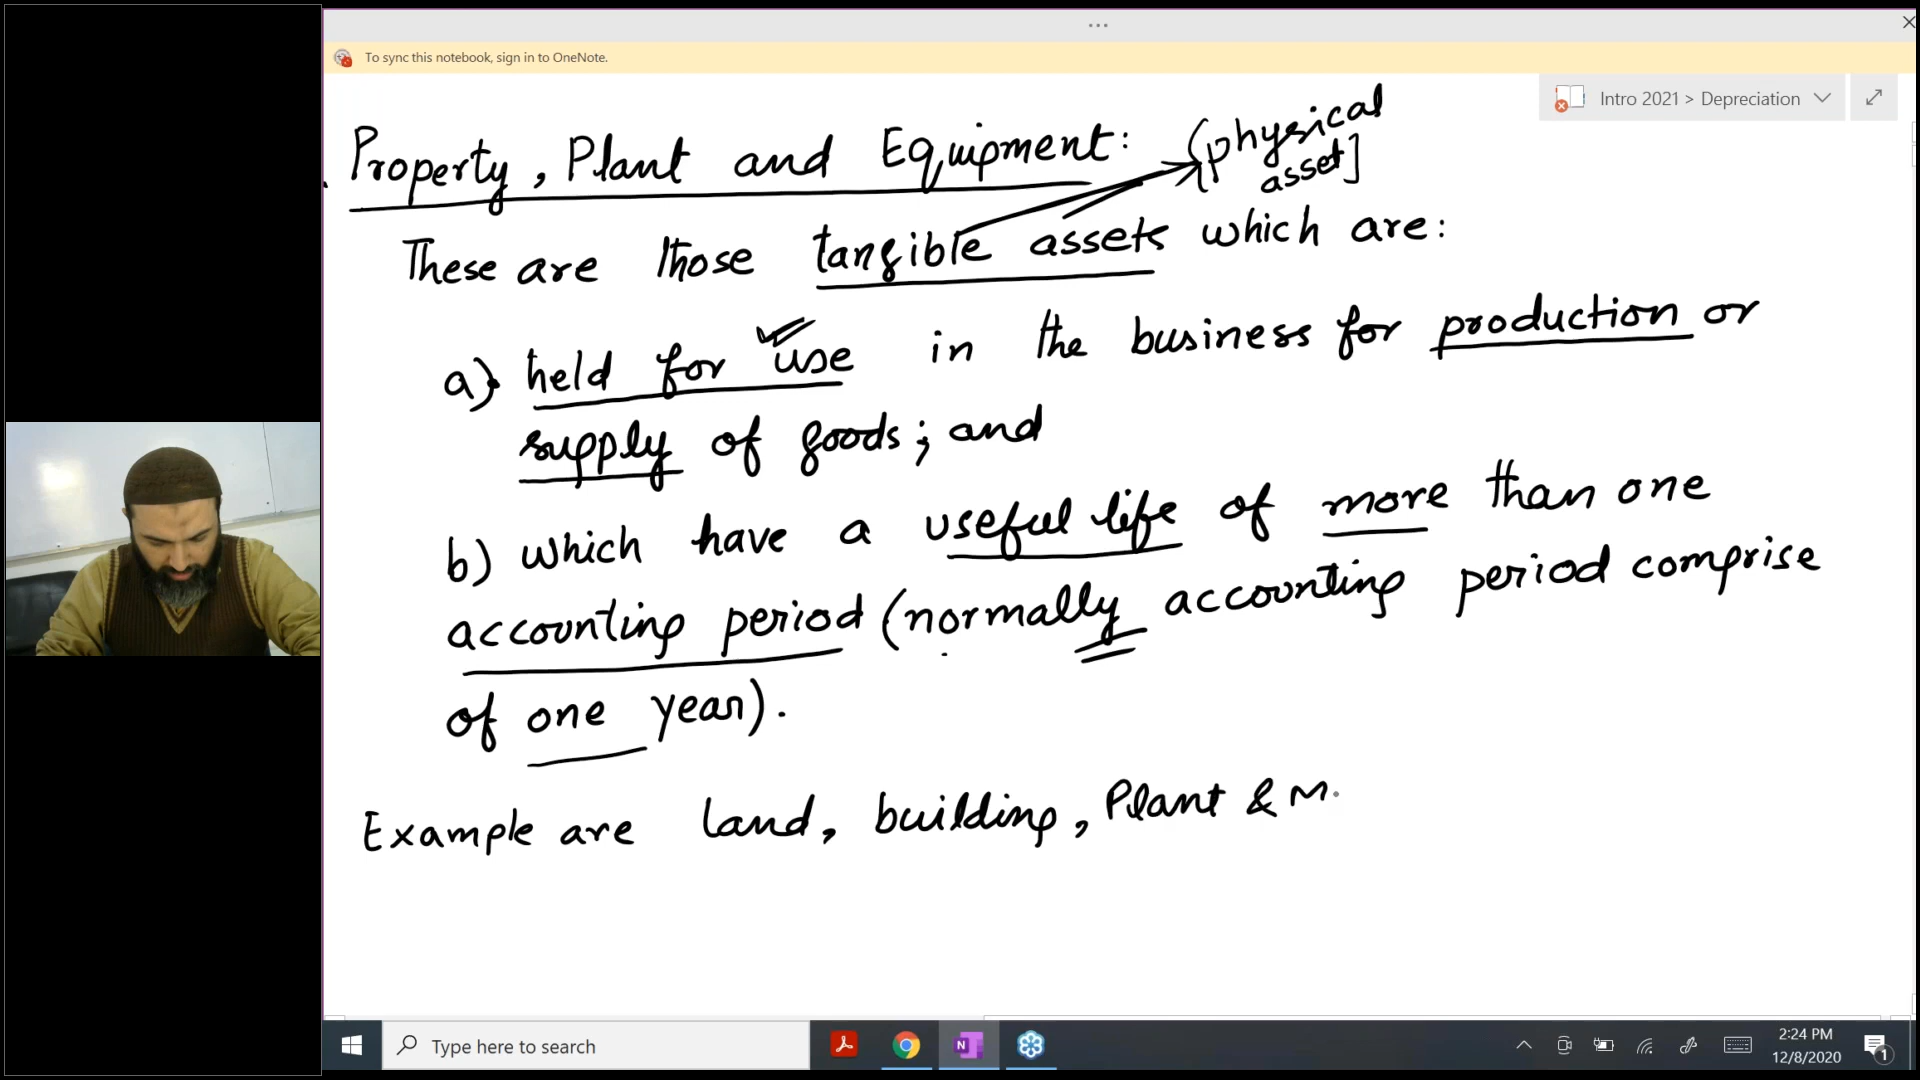 To sync this notebook, sign in to OneNote.
Intro 2021 > Depreciation
Property, Plant and Equipment: (physical
asset]
These are those tangible assets which are:
a) held for use in the business for production or
supply of goods; and
b) which have a useful life of more than one
accounting period (normally accounting period comprise
of one year).
Example are land, building, Plant & M
Type here to search
N
2:24 PM
12/8/2020
1